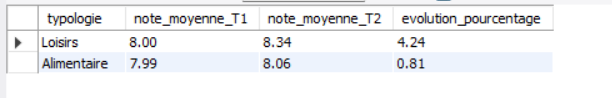 typologie note_moyenne_T1 note_moyenne_T2 evolution_pourcentage
Loisirs 8.00 8.34 4.24
Alimentaire 7.99 8.06 0.81